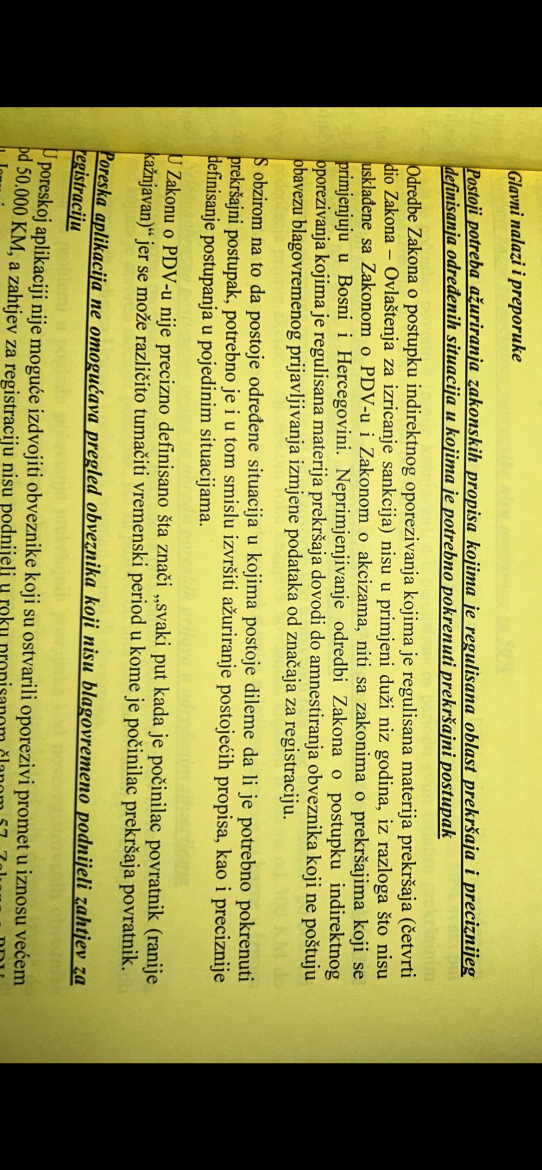 Glavni nalazi i preporuke
Postoji potreba ažuriranja zakonskih propisa kojima je regulisana oblast prekršaja i preciznijeg
definisanja određenih situacija u kojima je potrebno pokrenuti prekršajni postupak
Odredbe Zakona o postupku indirektnog oporezivanja kojima je regulisana materija prekršaja (četvrti
dio Zakona – Ovlaštenja za izricanje sankcija) nisu u primjeni duži niz godina, iz razloga što nisu
usklađene sa Zakonom o PDV-u i Zakonom o akcizama, niti sa zakonima o prekršajima koji se
primjenjuju u Bosni i Hercegovini. Neprimjenjivanje odredbi Zakona o postupku indirektnog
oporezivanja kojima je regulisana materija prekršaja dovodi do amnestiranja obveznika koji ne poštuju
obavezu blagovremenog prijavljivanja izmjene podataka od značaja za registraciju.
S obzirom na to da postoje određene situacija u kojima postoje dileme da li je potrebno pokrenuti
prekršajni postupak, potrebno je i u tom smislu izvršiti ažuriranje postojećih propisa, kao i preciznije
definisanje postupanja u pojedinim situacijama.
U Zakonu o PDV-u nije precizno definisano šta znači „svaki put kada je počinilac povratnik (ranije
kažnjavan)“ jer se može različito tumačiti vremenski period u kome je počinilac prekršaja povratnik.
Poreska aplikacija ne omogućava pregled obveznika koji nisu blagovremeno podnijeli zahtjev za
registraciju
U poreskoj aplikaciji nije moguće izdvojiti obveznike koji su ostvarili oporezivi promet u iznosu većem
od 50.000 KM, a zahtjev za registraciju nisu podnijeli u roku propisanom članom 57. Zakona o PDV